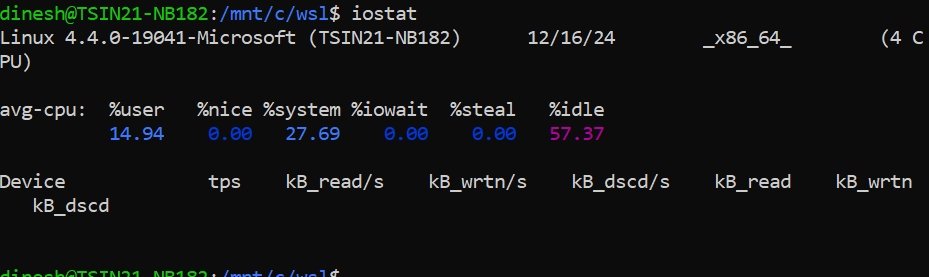 dinesh@TSIN21-NB182:/mnt/c/wsl$ iostat
Linux 4.4.0-19041-Microsoft (TSIN21-NB182) 12/16/24 _x86_64_ (4 C
PU)
avg-cpu: %user %nice %system %iowait %steal %idle
14.94 0.00 27.69 0.00 0.00 57.37
Device tps kB_read/s kB_wrtn/s kB_dscd/s kB_read kB_wrtn
kB_dscd
dinesh@TSIN21-NB182:/mnt/c/wsl$